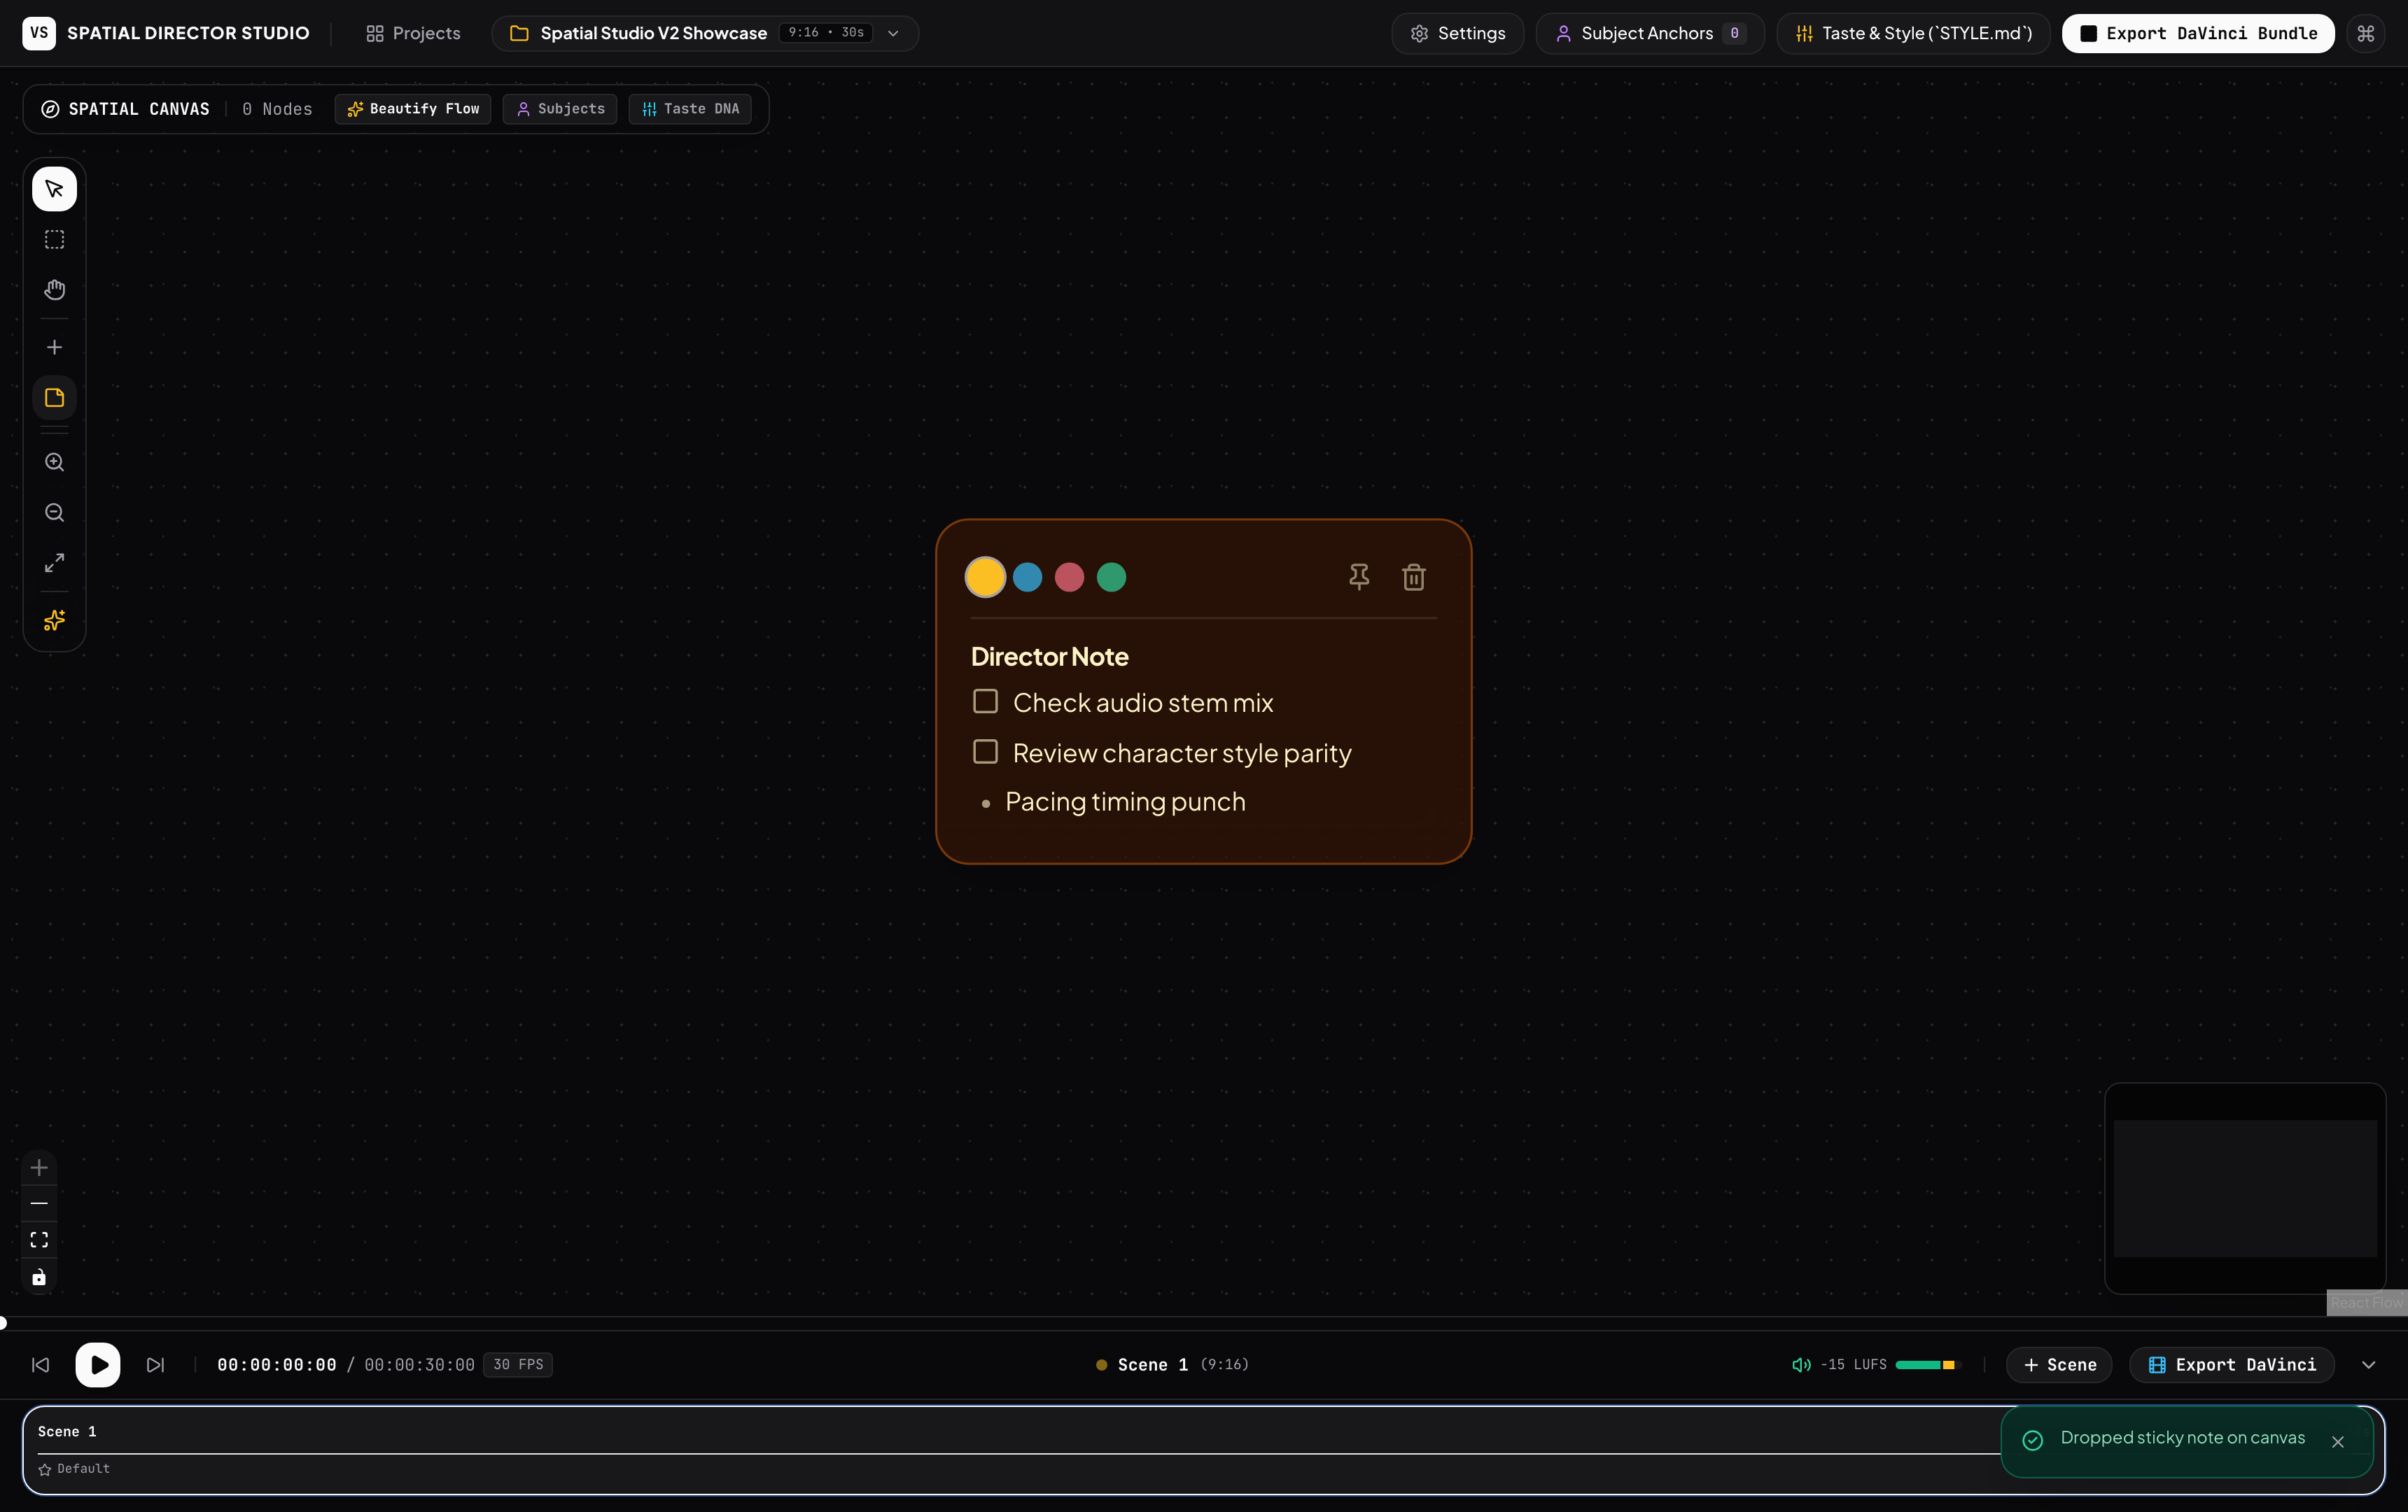 VS SPATIAL DIRECTOR STUDIO Projects Spatial Studio V2 Showcase 9:16 • 30s Settings Subject Anchors 0 Taste & Style (`STYLE.md`) Export DaVinci Bundle
SPATIAL CANVAS 0 Nodes Beautify Flow Subjects Taste DNA
Director Note
Check audio stem mix
Review character style parity
• Pacing timing punch
React Flow
00:00:00:00 / 00:00:30:00 30 FPS Scene 1 (9:16) -15 LUFS + Scene Export DaVinci
Scene 1
Dropped sticky note on canvas
Default